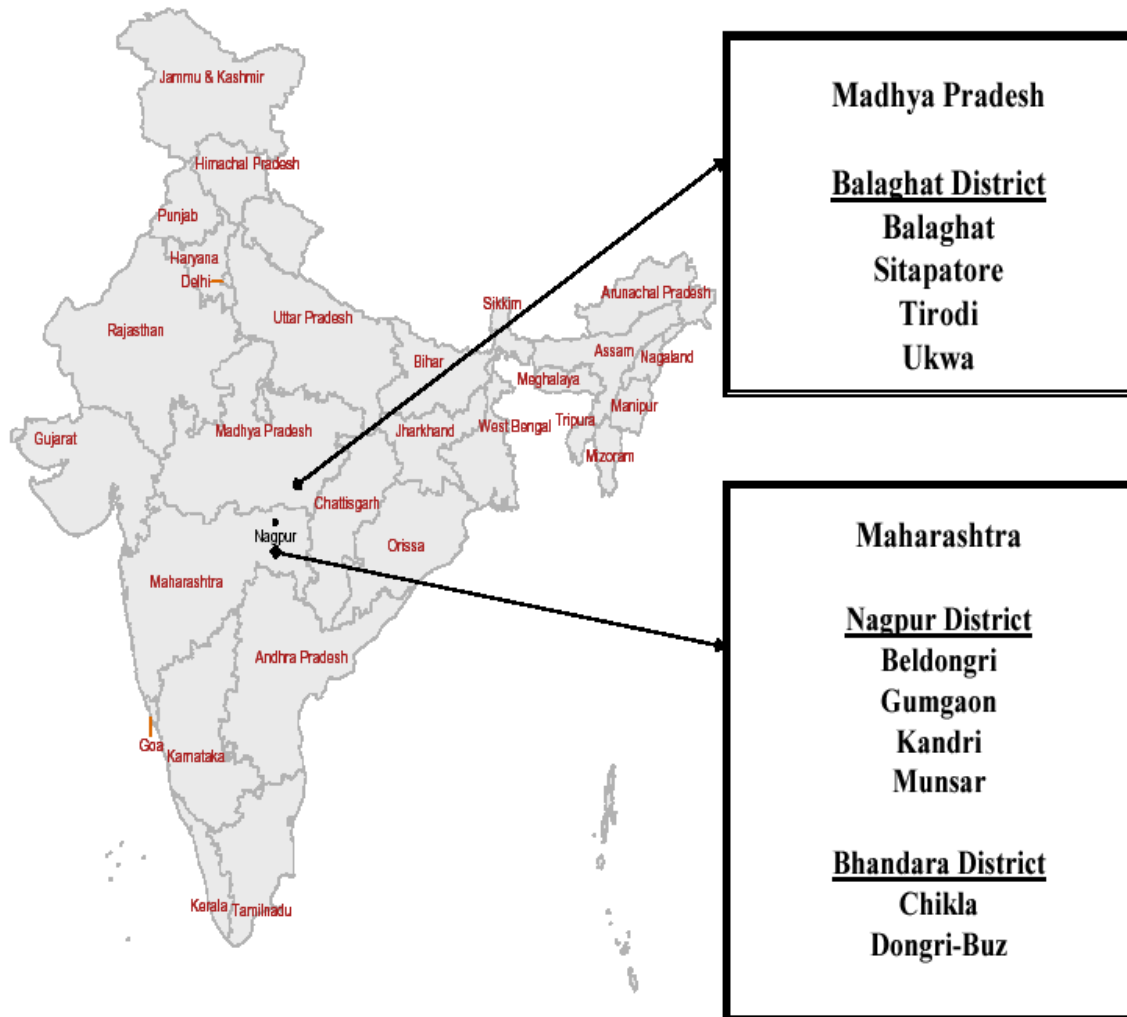 Jammu & Kashmir
Himachal Pradesh
Punjab
Haryana
Delhi
Rajasthan
Uttar Pradesh
Sikkim
Arunachal Pradesh
Bihar
Assam
Nagaland
Meghalaya
Manipur
Gujarat
Madhya Pradesh
Jharkhand
West Bengal
Tripura
Mizoram
Chattisgarh
Nagpur
Orissa
Maharashtra
Andhra Pradesh
Goa
Karnataka
Kerala
Tamilnadu
Madhya Pradesh
Balaghat District
Balaghat
Sitapatore
Tirodi
Ukwa
Maharashtra
Nagpur District
Beldongri
Gumgaon
Kandri
Munsar
Bhandara District
Chikla
Dongri-Buz